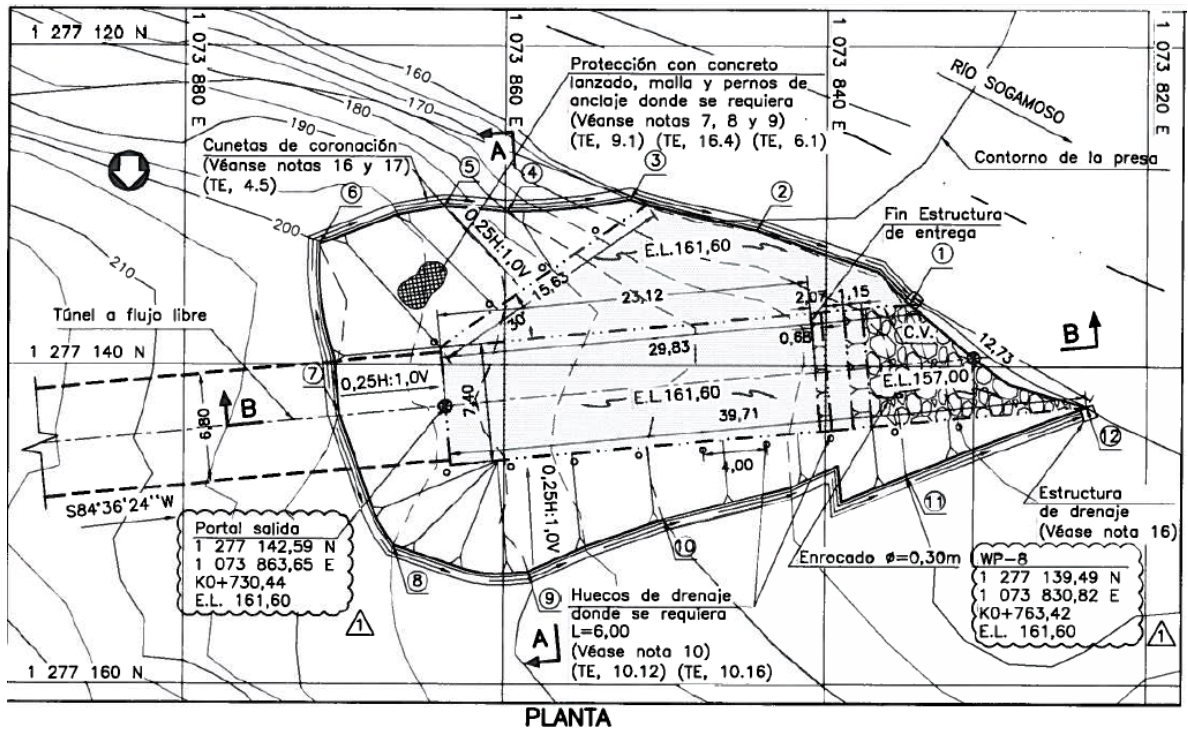 1 277 120 N
1 073 880 E
1 073 860 E
1 073 840 E
1 073 820 E
160
170
180
190
200
210
Protección con concreto
lanzado, malla y pernos de
anclaje donde se requiera
(Véanse notas 7, 8 y 9)
(TE, 9.1) (TE, 16.4) (TE, 6.1)
RÍO SOGAMOSO
Contorno de la presa
Cunetas de coronación
(Véanse notas 16 y 17)
(TE, 4.5)
A
6
5
4
3
2
1
Fin Estructura
de entrega
0,25H:1,0V
E.L.161,60
15,63
30°
23,12
2,07
1,15
0,68
C.V.
12,73
B
Túnel a flujo libre
1 277 140 N
29,83
E.L.157,00
7
0,25H:1,0V
E.L.161,60
7,40
39,71
6,80
B
12
4,00
S84°36'24''W
0,25H:1,0V
11
Estructura
de drenaje
(Véase nota 16)
Portal salida
1 277 142,59 N
1 073 863,65 E
K0+730,44
E.L. 161,60
1
8
10
Enrocado ø=0,30m
WP-8
1 277 139,49 N
1 073 830,82 E
K0+763,42
E.L. 161,60
1
9
Huecos de drenaje
donde se requiera
L=6,00
(Véase nota 10)
(TE, 10.12) (TE, 10.16)
A
1 277 160 N
PLANTA